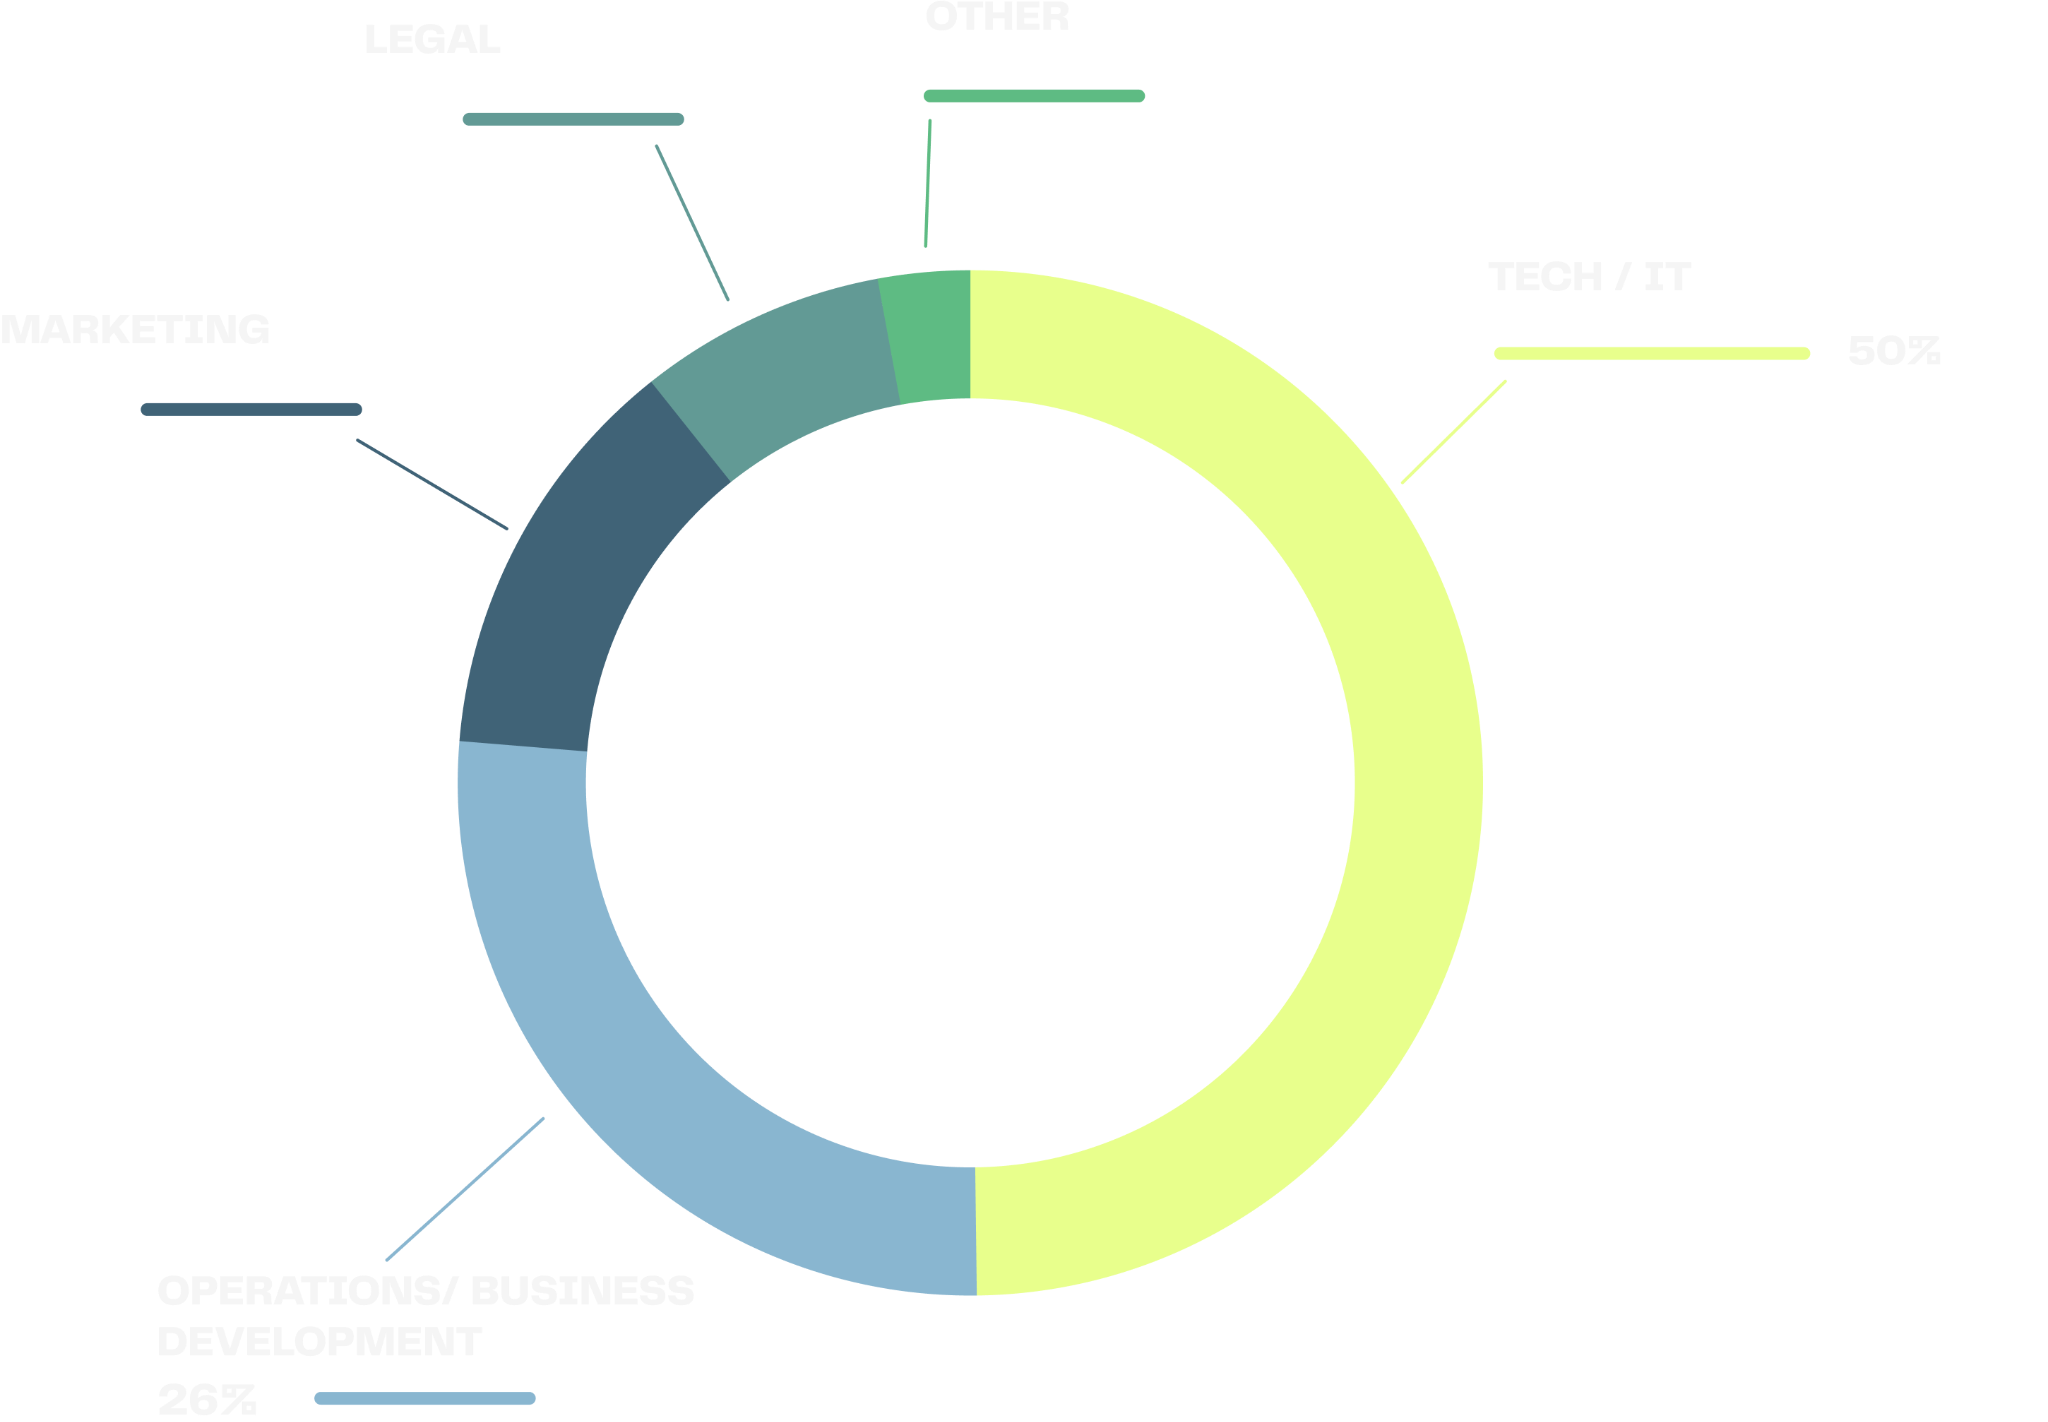 OTHER
LEGAL
TECH / IT
MARKETING
50%
OPERATIONS/ BUSINESS
DEVELOPMENT
26%